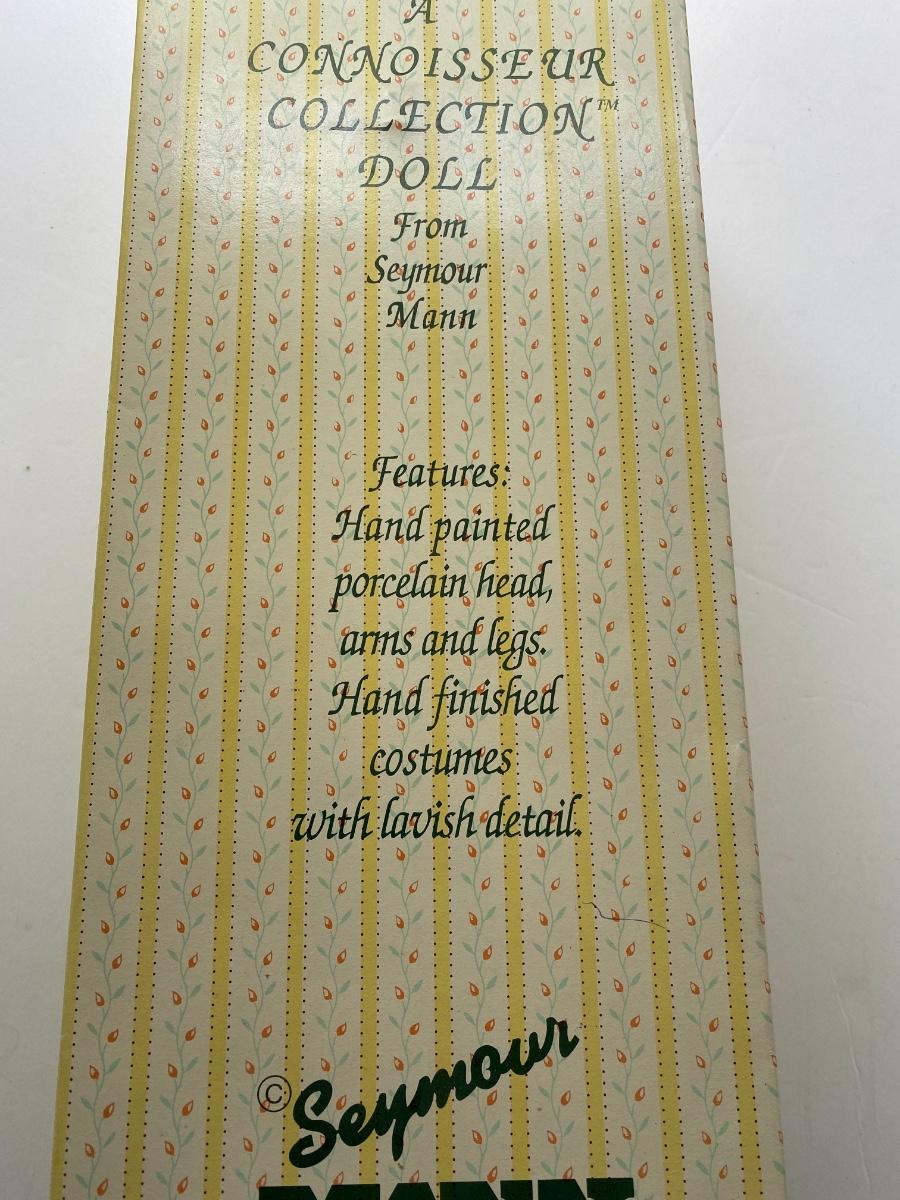 A
CONNOISSEUR
COLLECTION™
DOLL
From
Seymour
Mann
Features:
Hand painted
porcelain head,
arms and legs.
Hand finished
costumes
with lavish detail.
© Seymour
MANN